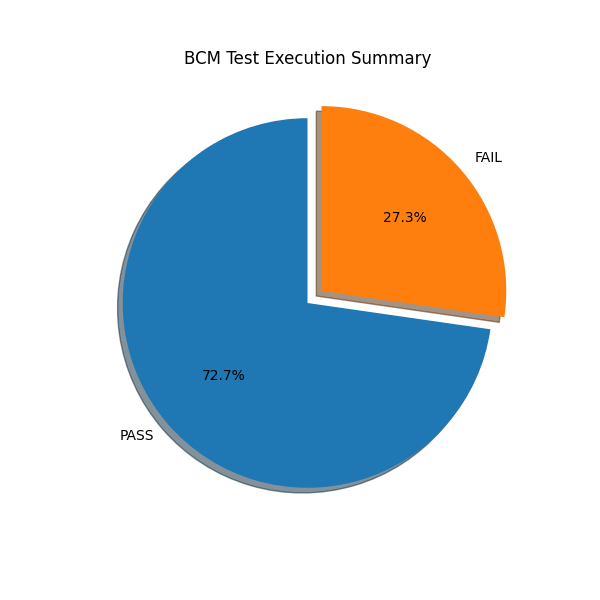 BCM Test Execution Summary
FAIL
27.3%
72.7%
PASS